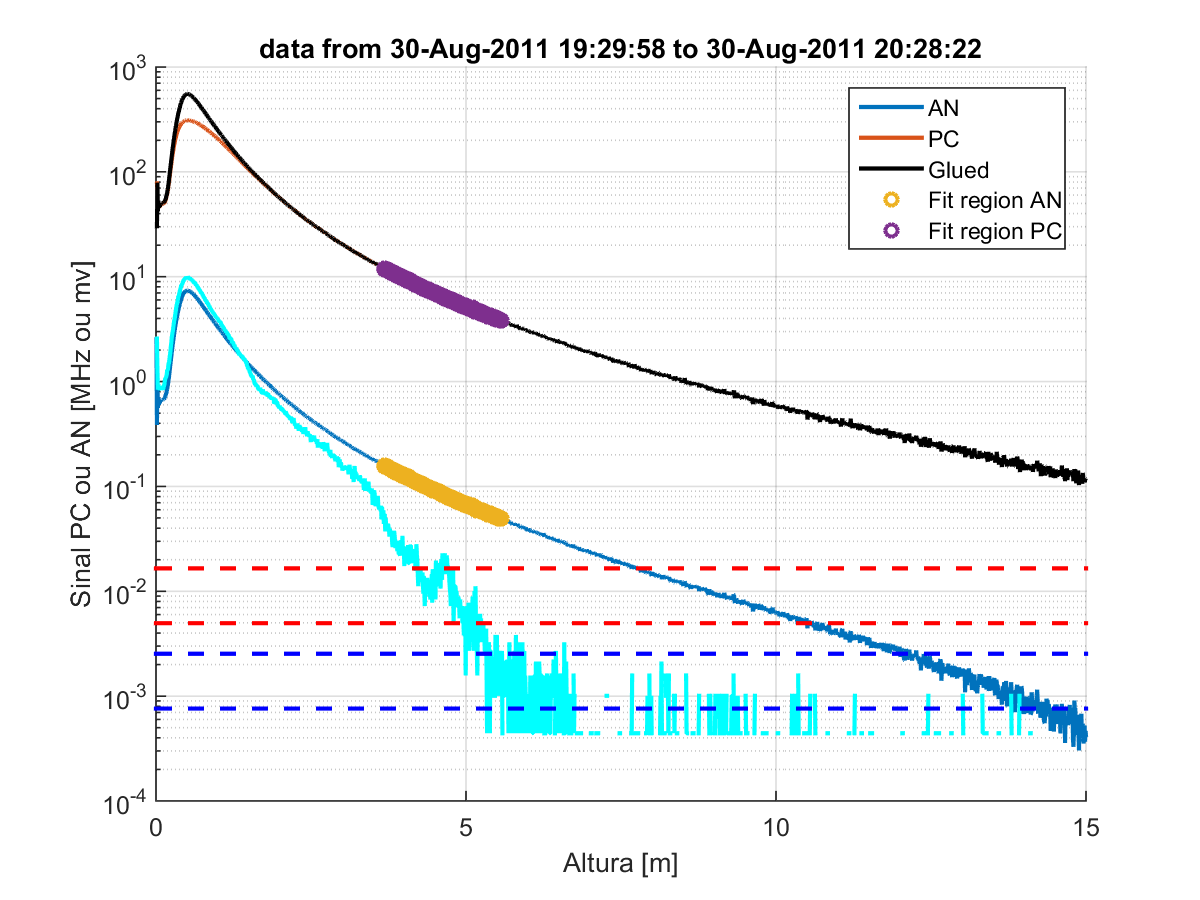 data from 30-Aug-2011 19:29:58 to 30-Aug-2011 20:28:22
10^3
10^2
10^1
10^0
10^-1
10^-2
10^-3
10^-4
Sinal PC ou AN [MHz ou mv]
AN
PC
Glued
Fit region AN
Fit region PC
0 5 10 15
Altura [m]